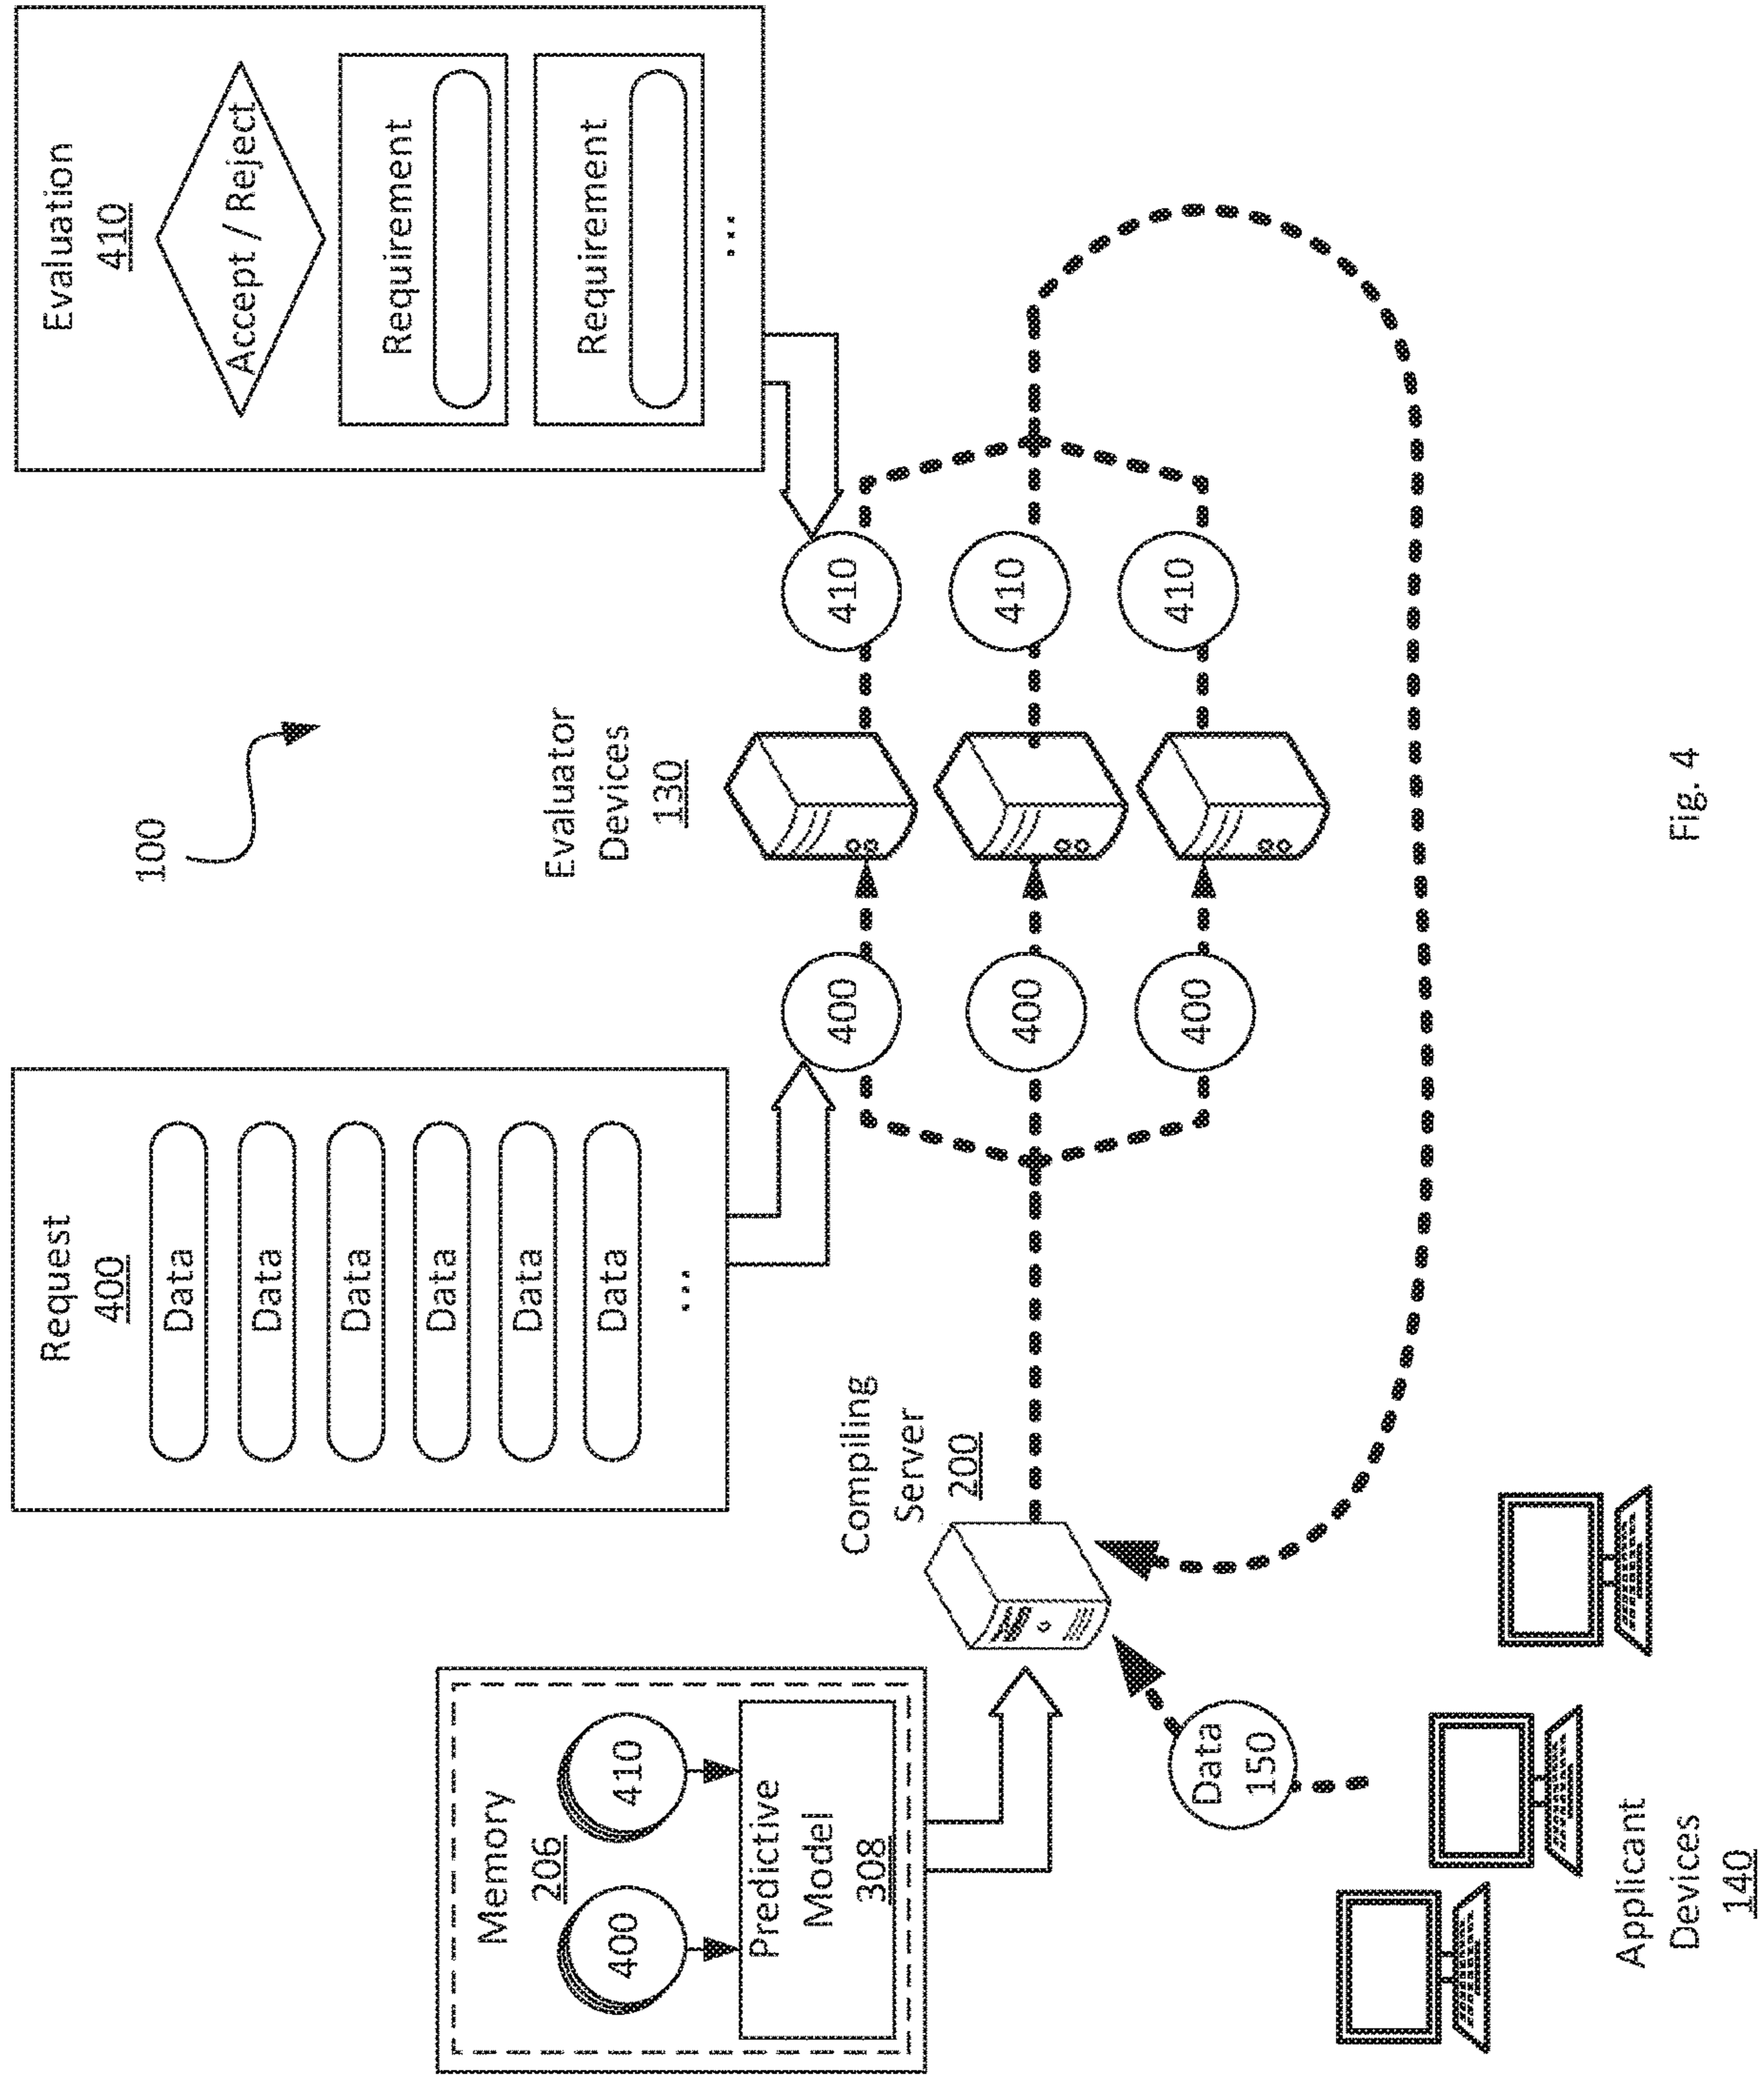 100
Request
400
Data
Data
Data
Data
Data
Data
...
Evaluation
410
Accept / Reject
Requirement
Requirement
...
Memory
206
400
410
Predictive
Model
308
Compiling
Server
200
Evaluator
Devices
130
400
410
400
410
400
410
Data
150
Applicant
Devices
140
Fig. 4